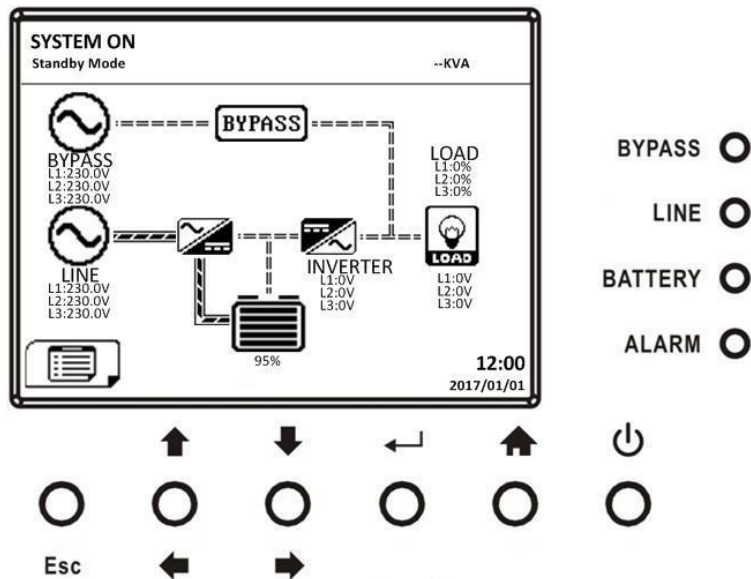 SYSTEM ON
Standby Mode
--KVA
BYPASS
BYPASS
L1:230.0V
L2:230.0V
L3:230.0V
LOAD
L1:0%
L2:0%
L3:0%
LOAD
L1:0V
L2:0V
L3:0V
LINE
L1:230.0V
L2:230.0V
L3:230.0V
INVERTER
L1:0V
L2:0V
L3:0V
95%
12:00
2017/01/01
BYPASS
LINE
BATTERY
ALARM
Esc